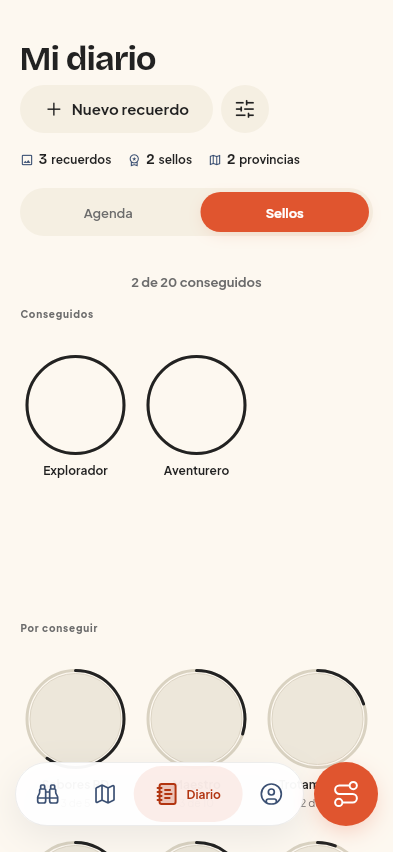 Mi diario
Nuevo recuerdo
3 recuerdos 2 sellos 2 provincias
Agenda Sellos
2 de 20 conseguidos
Conseguidos
Explorador Aventurero
Por conseguir
Diario